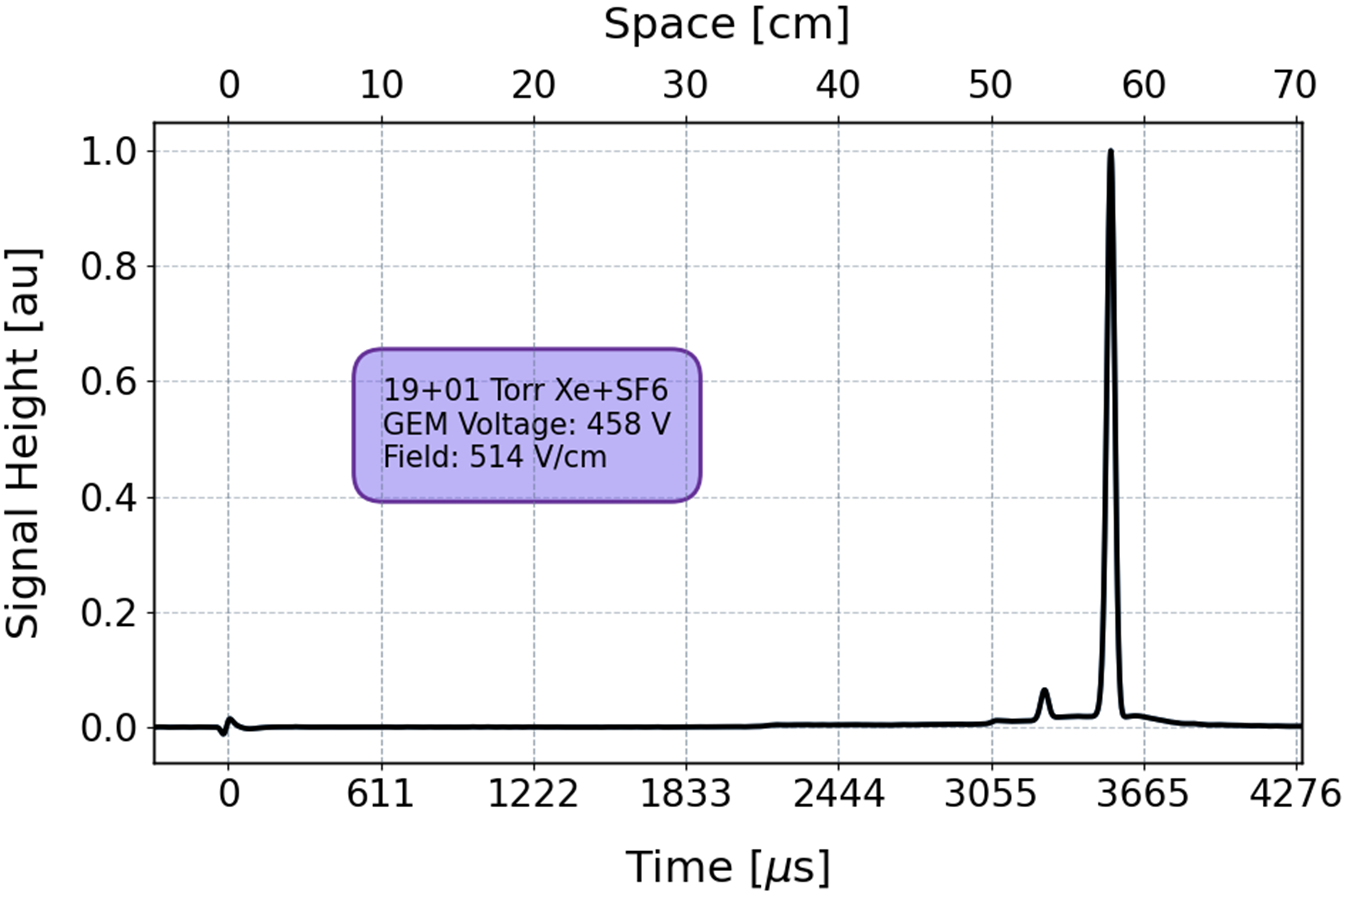 Space [cm]
0 10 20 30 40 50 60 70
1.0
0.8
0.6
0.4
0.2
0.0
Signal Height [au]
19+01 Torr Xe+SF6
GEM Voltage: 458 V
Field: 514 V/cm
0 611 1222 1833 2444 3055 3665 4276
Time [μs]